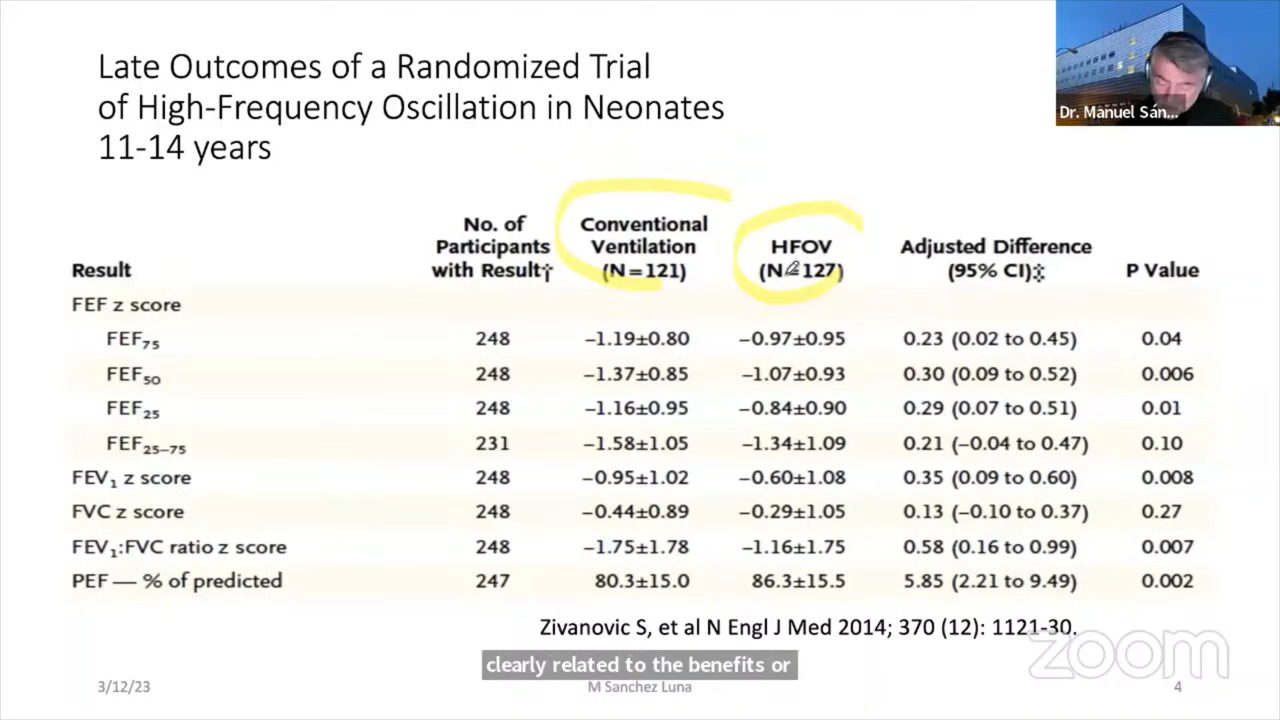 Late Outcomes of a Randomized Trial
of High-Frequency Oscillation in Neonates
11-14 years
Dr. Manuel Sán...
No. of Participants with Result† Conventional Ventilation (N=121) HFOV (N 127) Adjusted Difference (95% CI)‡ P Value
Result
FEF z score
FEF75 248 −1.19±0.80 −0.97±0.95 0.23 (0.02 to 0.45) 0.04
FEF50 248 −1.37±0.85 −1.07±0.93 0.30 (0.09 to 0.52) 0.006
FEF25 248 −1.16±0.95 −0.84±0.90 0.29 (0.07 to 0.51) 0.01
FEF25–75 231 −1.58±1.05 −1.34±1.09 0.21 (−0.04 to 0.47) 0.10
FEV1 z score 248 −0.95±1.02 −0.60±1.08 0.35 (0.09 to 0.60) 0.008
FVC z score 248 −0.44±0.89 −0.29±1.05 0.13 (−0.10 to 0.37) 0.27
FEV1:FVC ratio z score 248 −1.75±1.78 −1.16±1.75 0.58 (0.16 to 0.99) 0.007
PEF — % of predicted 247 80.3±15.0 86.3±15.5 5.85 (2.21 to 9.49) 0.002
Zivanovic S, et al N Engl J Med 2014; 370 (12): 1121-30.
zoom
clearly related to the benefits or
3/12/23 M Sanchez Luna 4